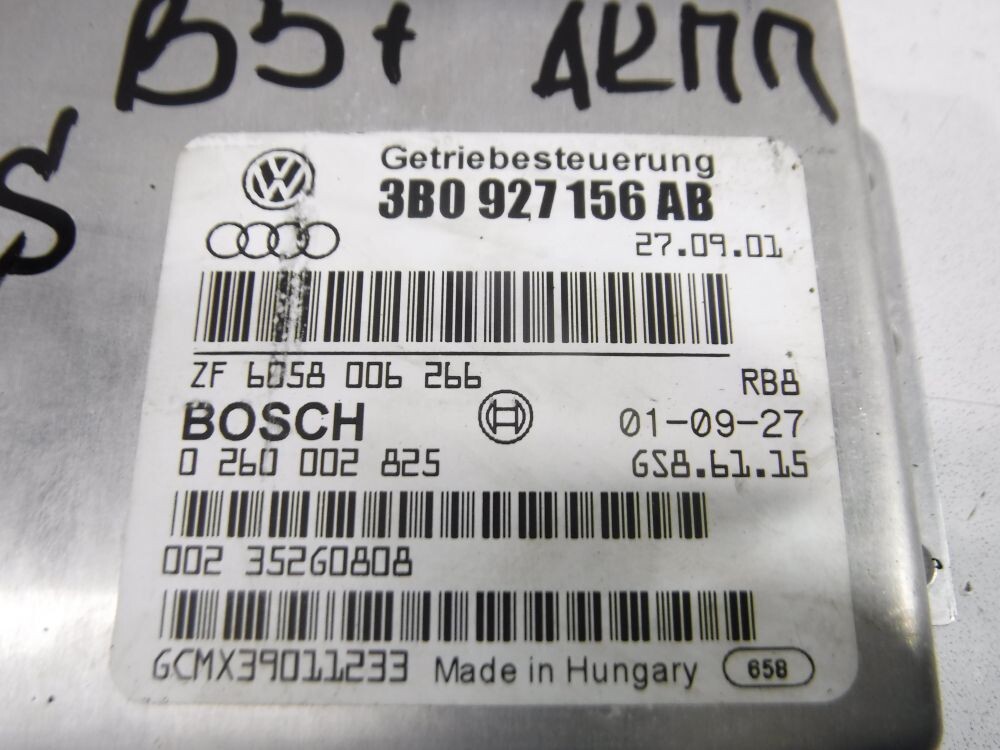 B5+ АКПП
S
Getriebesteuerung
3B0 927 156 AB
27.09.01
ZF 6058 006 266 RB8
BOSCH 01-09-27
0 260 002 825 GS8.61.15
002 352G0808
GCMX39011233 Made in Hungary 658